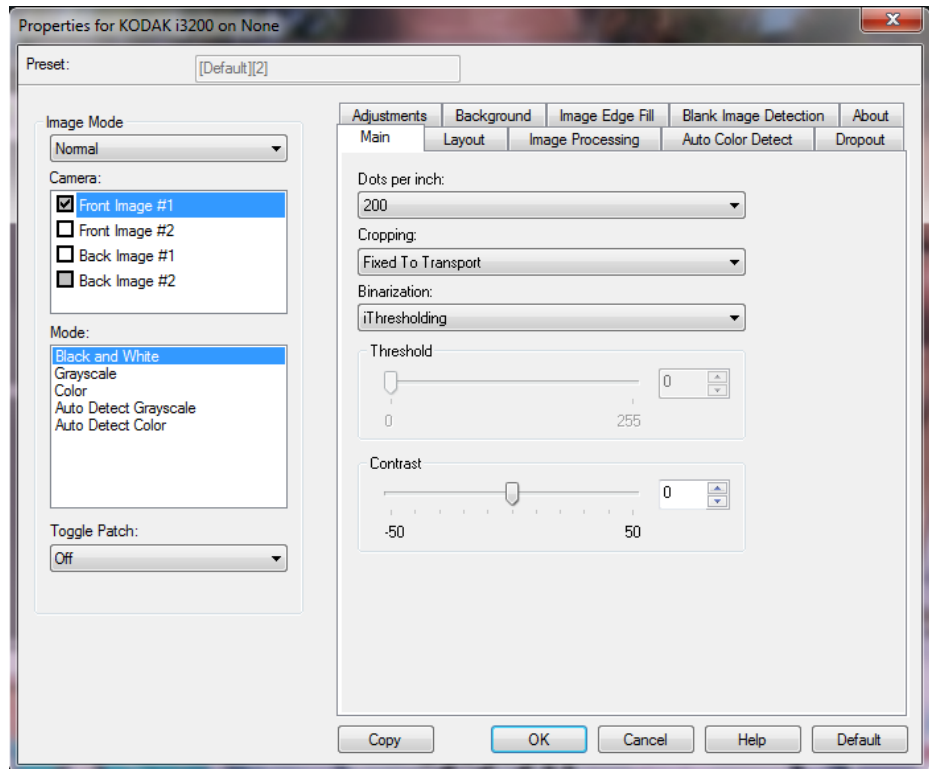 Properties for KODAK i3200 on None
Preset:
[Default][2]
Image Mode
Normal
Camera:
Front Image #1
Front Image #2
Back Image #1
Back Image #2
Mode:
Black and White
Grayscale
Color
Auto Detect Grayscale
Auto Detect Color
Toggle Patch:
Off
Adjustments Background Image Edge Fill Blank Image Detection About
Main Layout Image Processing Auto Color Detect Dropout
Dots per inch:
200
Cropping:
Fixed To Transport
Binarization:
iThresholding
Threshold
0
0 255
Contrast
0
-50 50
Copy OK Cancel Help Default